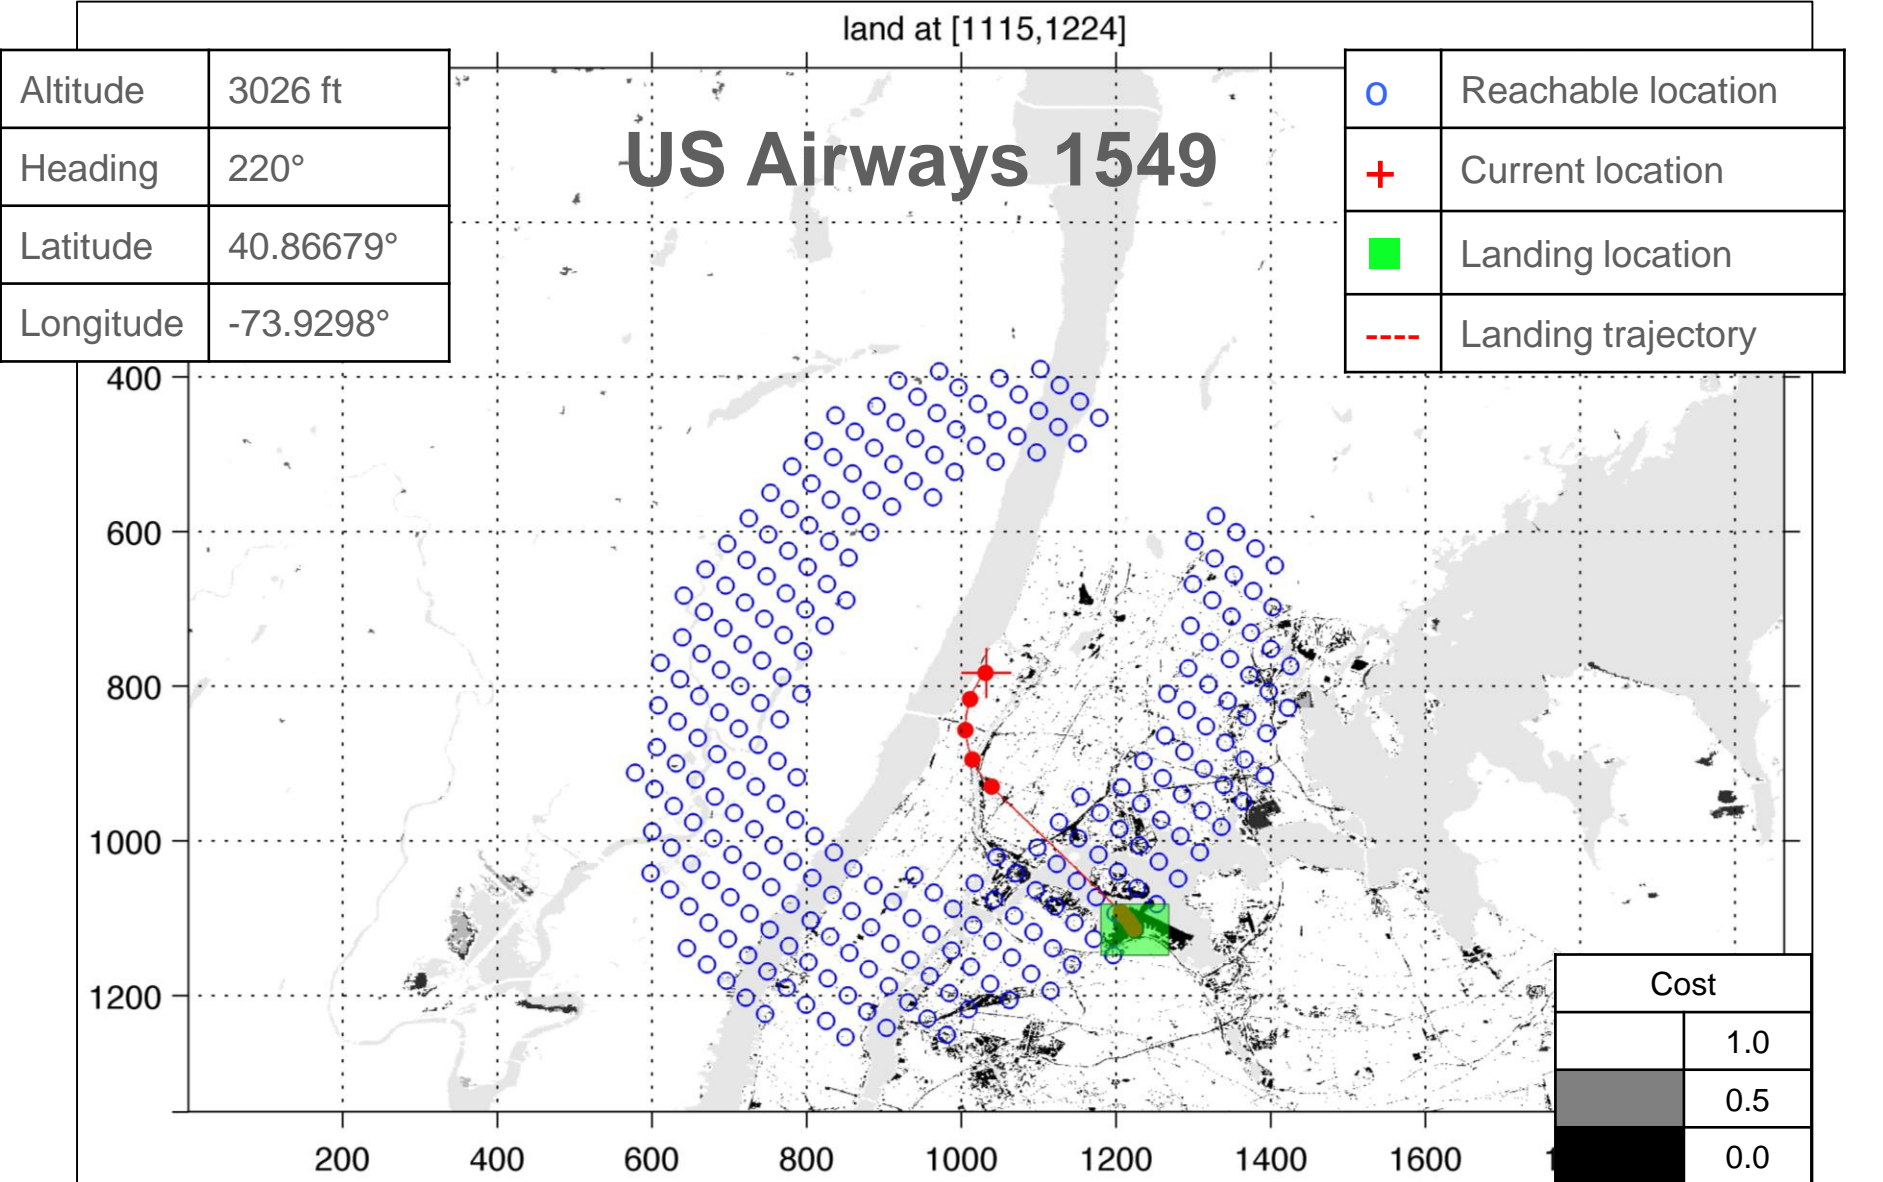 land at [1115,1224]
Altitude 3026 ft
Heading 220°
Latitude 40.86679°
Longitude -73.9298°
US Airways 1549
o Reachable location
+ Current location
Landing location
---- Landing trajectory
400
600
800
1000
1200
200 400 600 800 1000 1200 1400 1600 1
Cost
1.0
0.5
0.0